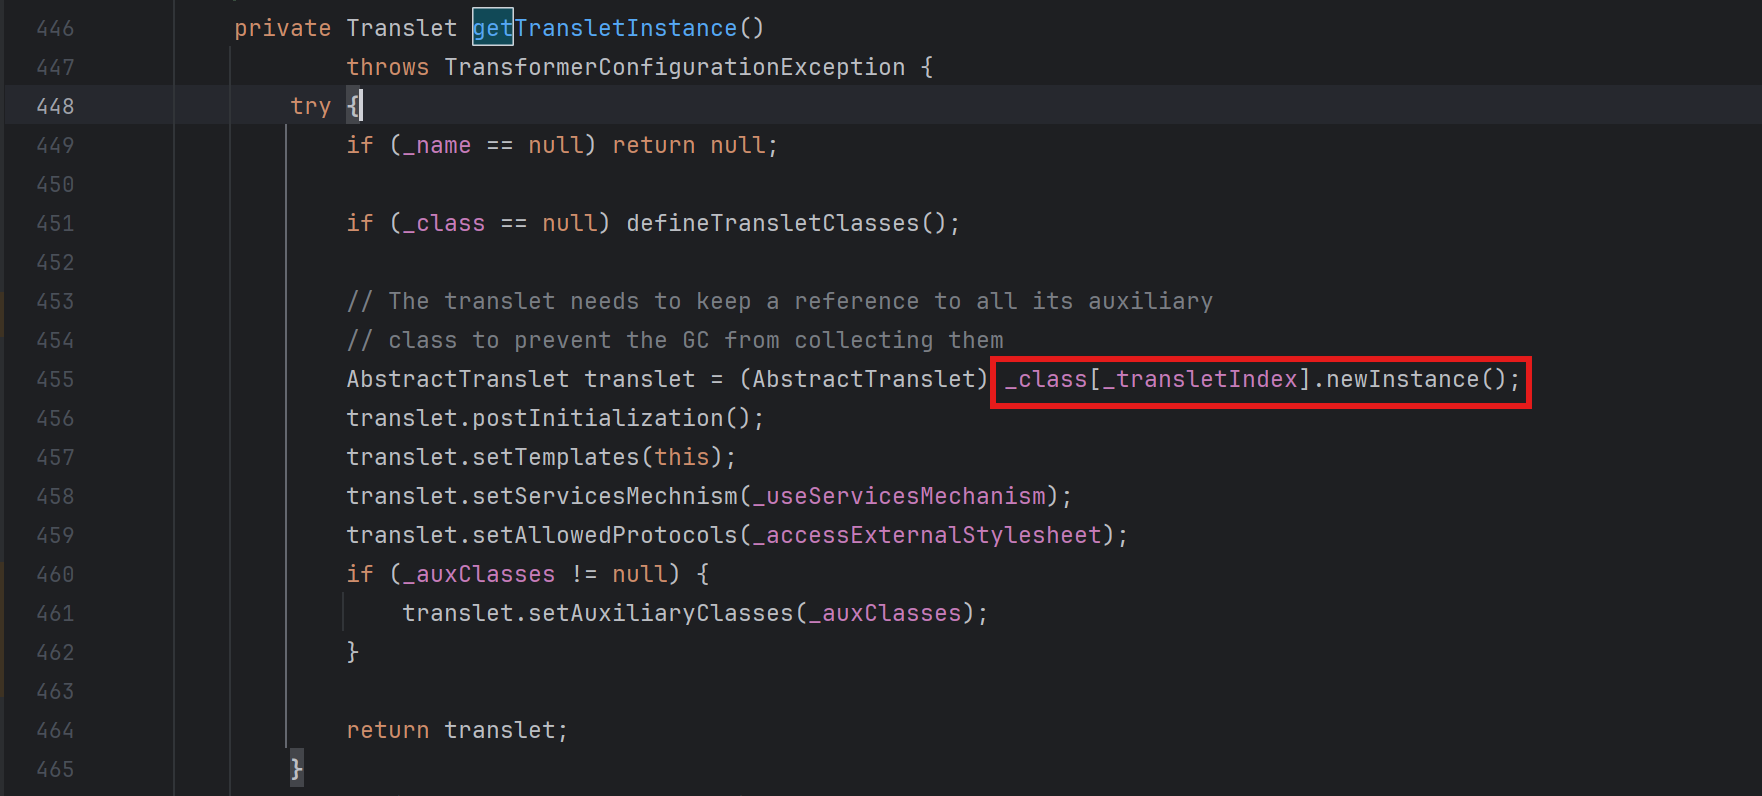 446 private Translet getTransletInstance()
447 throws TransformerConfigurationException {
448 try {
449 if (_name == null) return null;
450
451 if (_class == null) defineTransletClasses();
452
453 // The translet needs to keep a reference to all its auxiliary
454 // class to prevent the GC from collecting them
455 AbstractTranslet translet = (AbstractTranslet) _class[_transletIndex].newInstance();
456 translet.postInitialization();
457 translet.setTemplates(this);
458 translet.setServicesMechnism(_useServicesMechanism);
459 translet.setAllowedProtocols(_accessExternalStylesheet);
460 if (_auxClasses != null) {
461 translet.setAuxiliaryClasses(_auxClasses);
462 }
463
464 return translet;
465 }